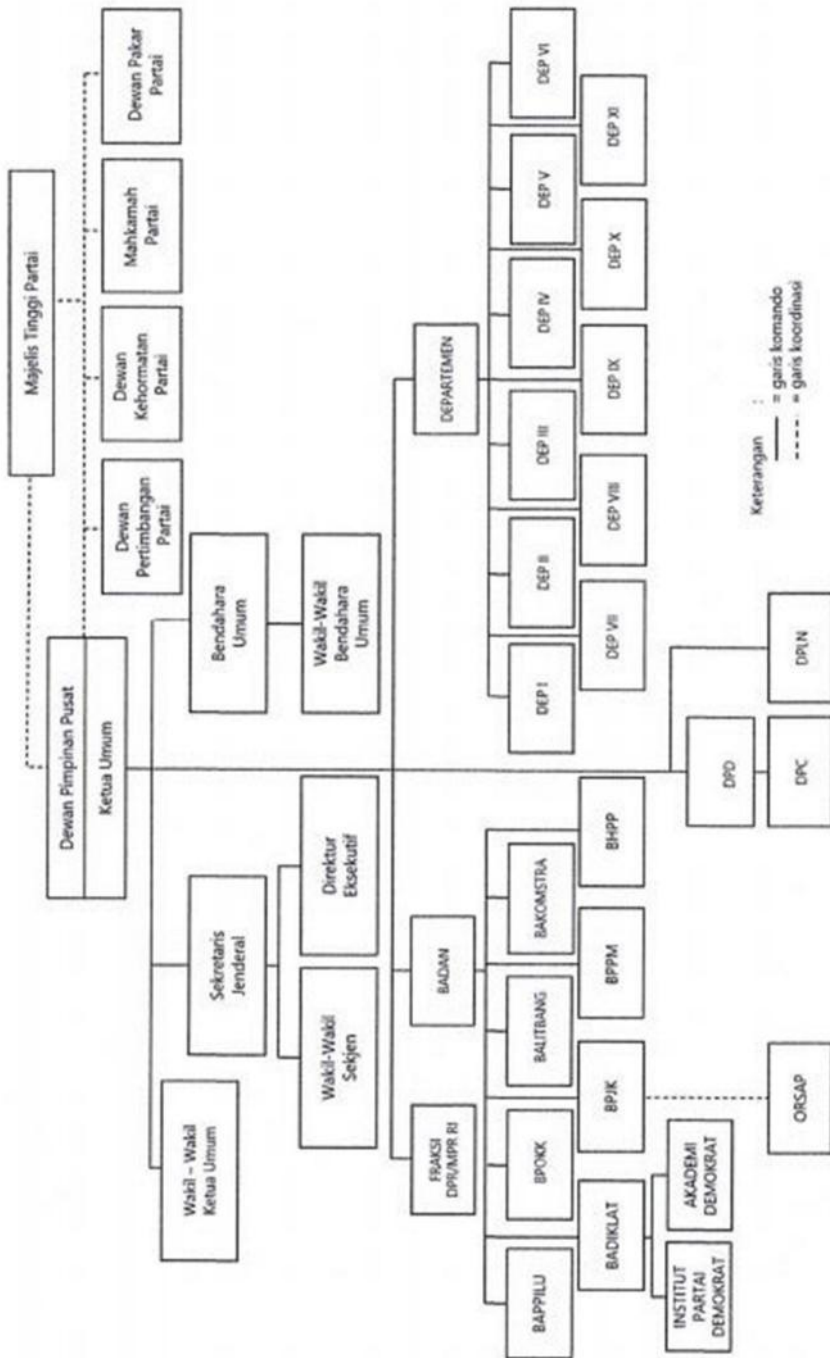 Majelis Tinggi Partai
Dewan Pimpinan Pusat
Ketua Umum
Dewan
Pertimbangan
Partai
Dewan
Kehormatan
Partai
Mahkamah
Partai
Dewan Pakar
Partai
Wakil – Wakil
Ketua Umum
Sekretaris
Jenderal
Bendahara
Umum
Wakil-Wakil
Sekjen
Direktur
Eksekutif
Wakil-Wakil
Bendahara
Umum
FRAKSI
DPR/MPR RI
BADAN
DEPARTEMEN
BAPPILU
BPOKK
BALITBANG
BAKOMSTRA
DEP I
DEP II
DEP III
DEP IV
DEP V
DEP VI
BADIKLAT
BPJK
BPPM
BHPP
DEP VII
DEP VIII
DEP IX
DEP X
DEP XI
INSTITUT
PARTAI
DEMOKRAT
AKADEMI
DEMOKRAT
DPD
ORSAP
DPC
DPLN
Keterangan :
= garis komando
= garis koordinasi